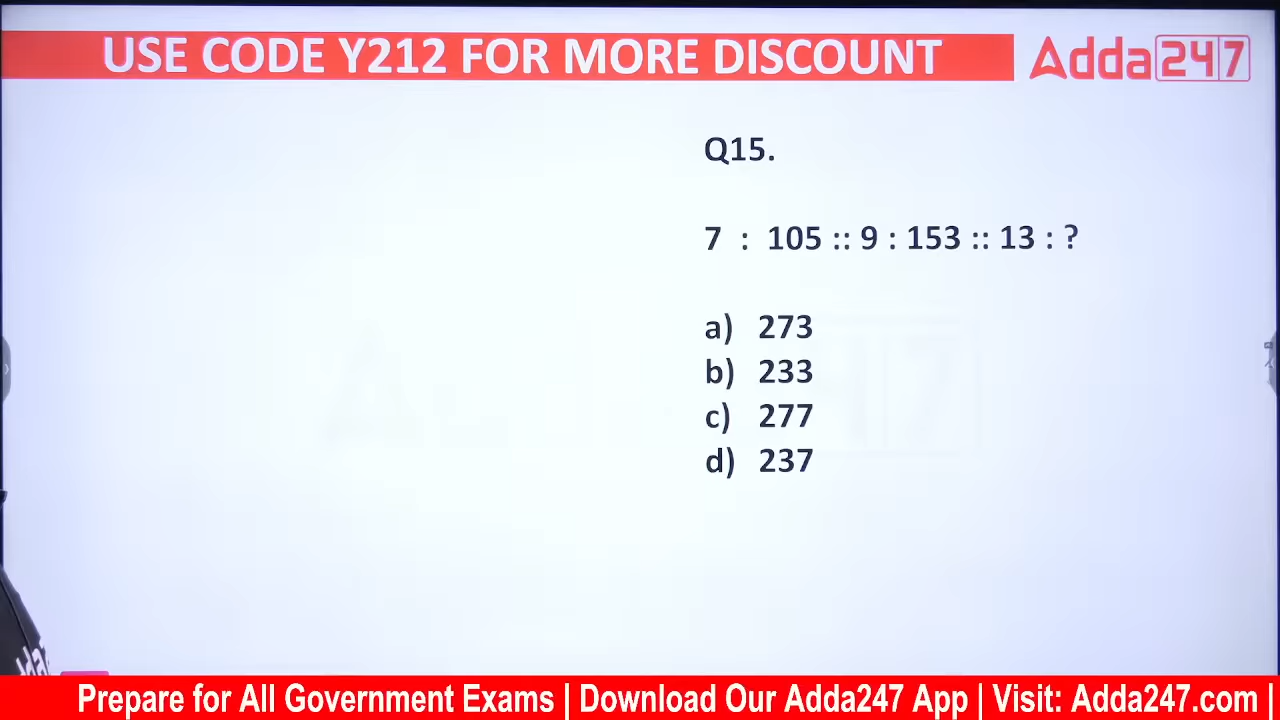 USE CODE Y212 FOR MORE DISCOUNT
Adda247
Q15.
7 : 105 :: 9 : 153 :: 13 : ?
a) 273
b) 233
c) 277
d) 237
Prepare for All Government Exams | Download Our Adda247 App | Visit: Adda247.com |